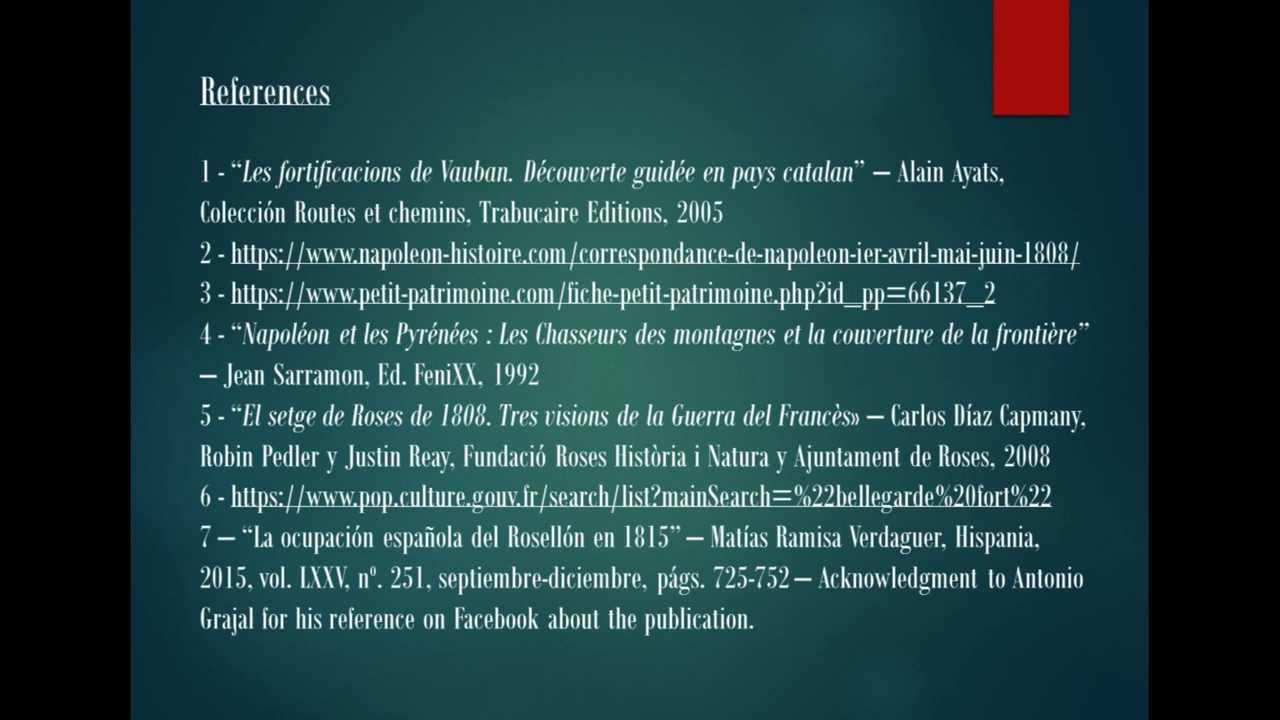 References
1 - “Les fortificacions de Vauban. Découverte guidée en pays catalan” – Alain Ayats,
Colección Routes et chemins, Trabucaire Editions, 2005
2 - https://www.napoleon-histoire.com/correspondance-de-napoleon-ier-avril-mai-juin-1808/
3 - https://www.petit-patrimoine.com/fiche-petit-patrimoine.php?id_pp=66137_2
4 - “Napoléon et les Pyrénées : Les Chasseurs des montagnes et la couverture de la frontière”
– Jean Sarramon, Ed. FeniXX, 1992
5 - “El setge de Roses de 1808. Tres visions de la Guerra del Francès» – Carlos Díaz Capmany,
Robin Pedler y Justin Reay, Fundació Roses Història i Natura y Ajuntament de Roses, 2008
6 - https://www.pop.culture.gouv.fr/search/list?mainSearch=%22bellegarde%20fort%22
7 – “La ocupación española del Rosellón en 1815” – Matías Ramisa Verdaguer, Hispania,
2015, vol. LXXV, nº. 251, septiembre-diciembre, págs. 725-752 – Acknowledgment to Antonio
Grajal for his reference on Facebook about the publication.